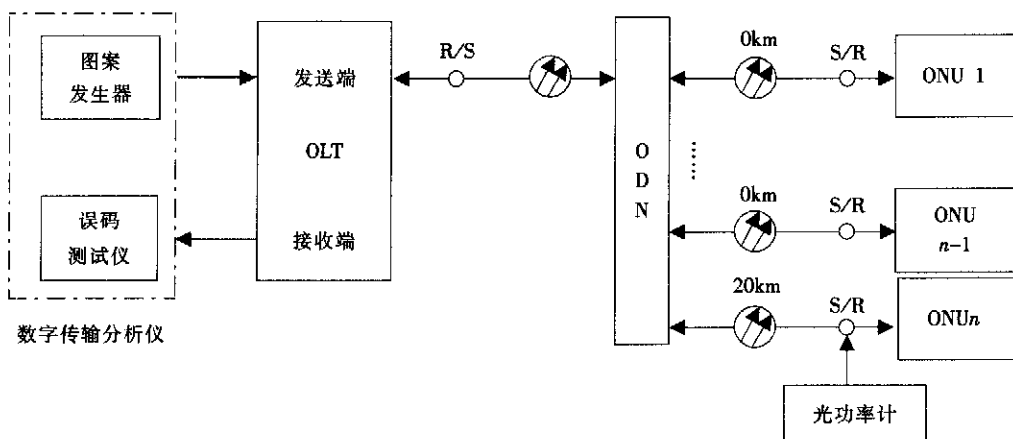 图案
发生器
误码
测试仪
数字传输分析仪
发送端
OLT
接收端
R/S
O
D
N
0km
S/R
ONU 1
0km
S/R
ONU
n-1
20km
S/R
ONUn
光功率计